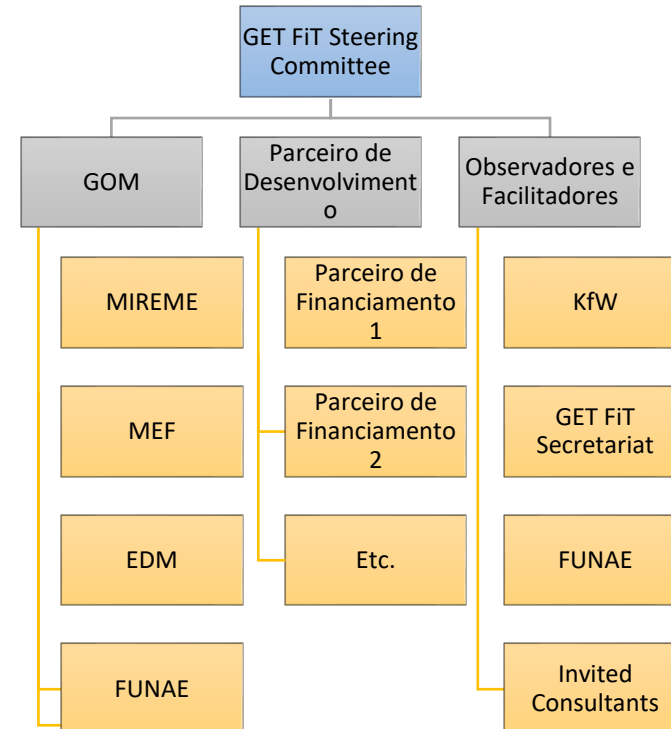 GET FiT Steering
Committee
GOM
Parceiro de
Desenvolviment
o
Observadores e
Facilitadores
MIREME
Parceiro de
Financiamento
1
KfW
MEF
Parceiro de
Financiamento
2
GET FiT
Secretariat
EDM
Etc.
FUNAE
FUNAE
Invited
Consultants